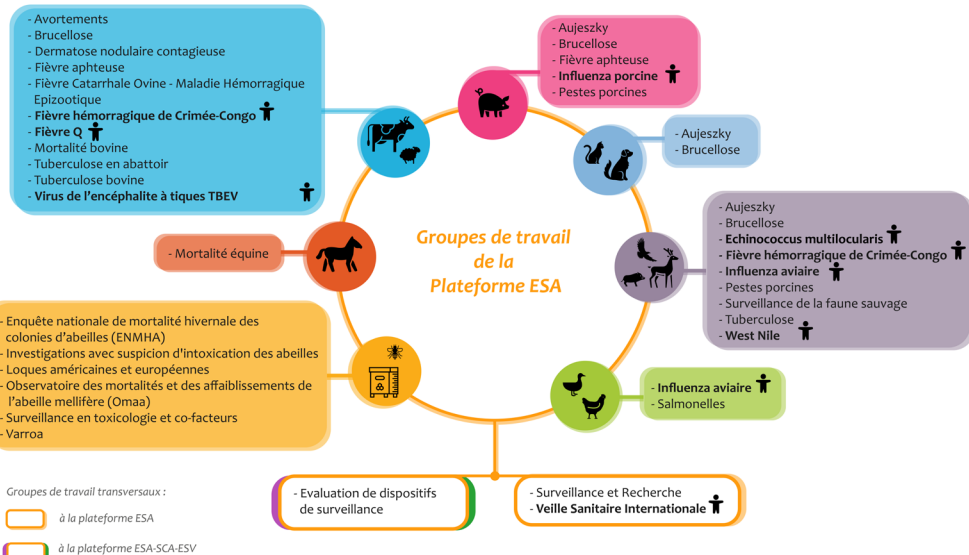 - Avortements
- Brucellose
- Dermatose nodulaire contagieuse
- Fièvre aphteuse
- Fièvre Catarrhale Ovine - Maladie Hémorragique
Epizootique
- Fièvre hémorragique de Crimée-Congo
- Fièvre Q
- Mortalité bovine
- Tuberculose en abattoir
- Tuberculose bovine
- Virus de l'encéphalite à tiques TBEV
- Aujeszky
- Brucellose
- Fièvre aphteuse
- Influenza porcine
- Pestes porcines
- Aujeszky
- Brucellose
- Aujeszky
- Brucellose
- Echinococcus multilocularis
- Fièvre hémorragique de Crimée-Congo
- Influenza aviaire
- Pestes porcines
- Surveillance de la faune sauvage
- Tuberculose
- West Nile
- Mortalité équine
Groupes de travail
de la
Plateforme ESA
- Enquête nationale de mortalité hivernale des
colonies d'abeilles (ENMHA)
- Investigations avec suspicion d'intoxication des abeilles
- Loques américaines et européennes
- Observatoire des mortalités et des affaiblissements de
l'abeille mellifère (Omaa)
- Surveillance en toxicologie et co-facteurs
- Varroa
- Influenza aviaire
- Salmonelles
- Evaluation de dispositifs
de surveillance
- Surveillance et Recherche
- Veille Sanitaire Internationale
Groupes de travail transversaux :
à la plateforme ESA
à la plateforme ESA-SCA-ESV